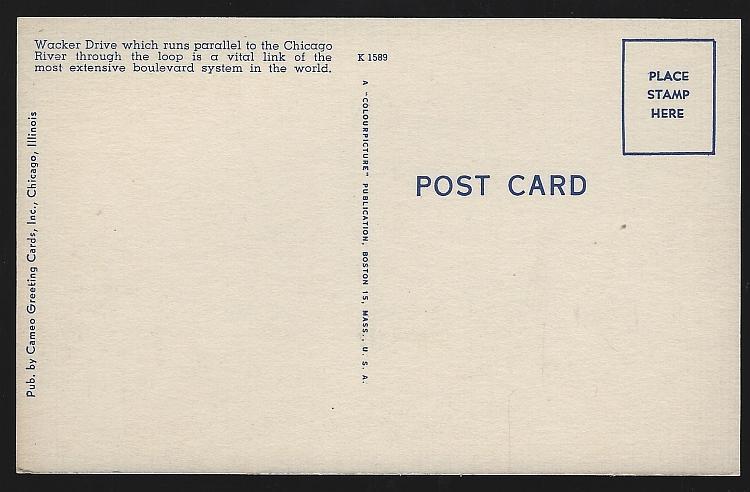 Wacker Drive which runs parallel to the Chicago
River through the loop is a vital link of the
most extensive boulevard system in the world.
K 1589
PLACE
STAMP
HERE
POST CARD
Pub. by Cameo Greeting Cards, Inc., Chicago, Illinois
A "COLOURPICTURE" PUBLICATION, BOSTON 15, MASS., U. S. A.